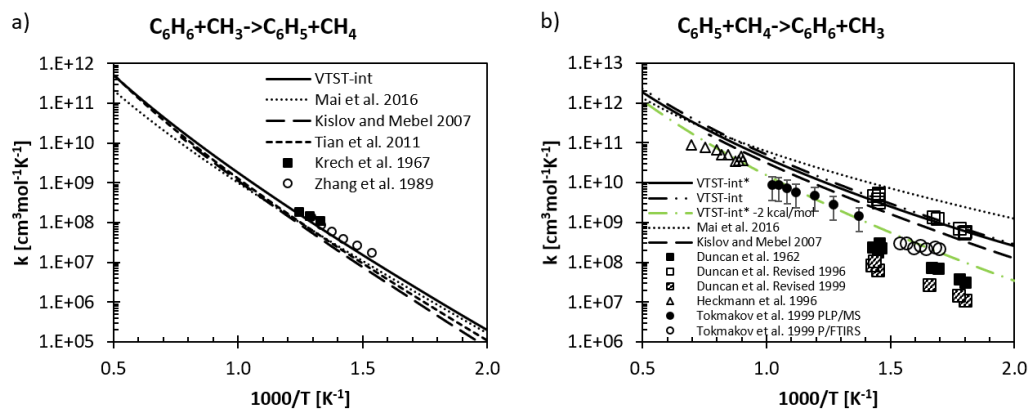 a)
C₆H₆+CH₃->C₆H₅+CH₄
1.E+12
1.E+11
1.E+10
1.E+09
1.E+08
1.E+07
1.E+06
1.E+05
k [cm³mol⁻¹K⁻¹]
VTST-int
Mai et al. 2016
Kislov and Mebel 2007
Tian et al. 2011
Krech et al. 1967
Zhang et al. 1989
0.5
1.0
1.5
2.0
1000/T [K⁻¹]
b)
C₆H₅+CH₄->C₆H₆+CH₃
1.E+13
1.E+12
1.E+11
1.E+10
1.E+09
1.E+08
1.E+07
1.E+06
k [cm³mol⁻¹K⁻¹]
VTST-int*
VTST-int
VTST-int* -2 kcal/mol
Mai et al. 2016
Kislov and Mebel 2007
Duncan et al. 1962
Duncan et al. Revised 1996
Duncan et al. Revised 1999
Heckmann et al. 1996
Tokmakov et al. 1999 PLP/MS
Tokmakov et al. 1999 P/FTIRS
0.5
1.0
1.5
2.0
1000/T [K⁻¹]